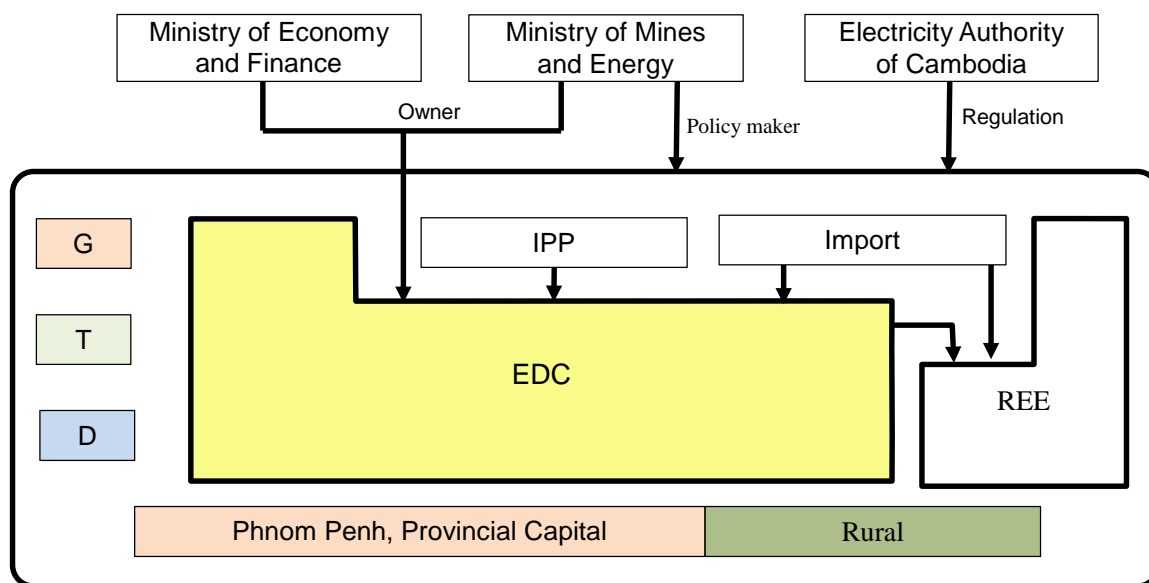 Ministry of Economy
and Finance
Ministry of Mines
and Energy
Electricity Authority
of Cambodia
Owner
Policy maker
Regulation
G
IPP
Import
T
EDC
REE
D
Phnom Penh, Provincial Capital
Rural